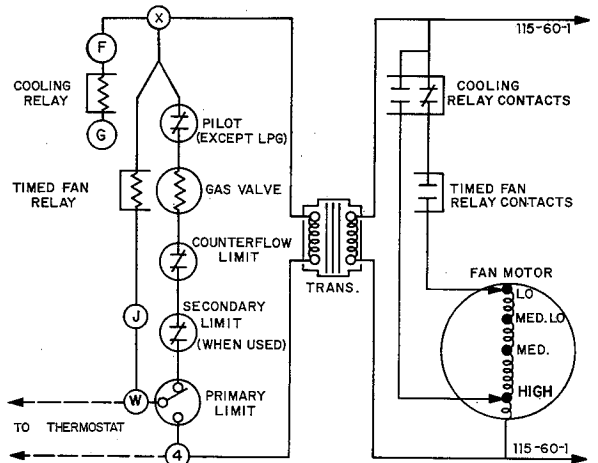 X
115-60-1
F
COOLING
RELAY
G
COOLING
RELAY CONTACTS
PILOT
(EXCEPT LPG)
TIMED FAN
RELAY
GAS VALVE
TIMED FAN
RELAY CONTACTS
COUNTERFLOW
LIMIT
TRANS.
FAN MOTOR
LO
MED. LO
MED.
HIGH
J
SECONDARY
LIMIT
(WHEN USED)
W
PRIMARY
LIMIT
TO THERMOSTAT
4
115-60-1